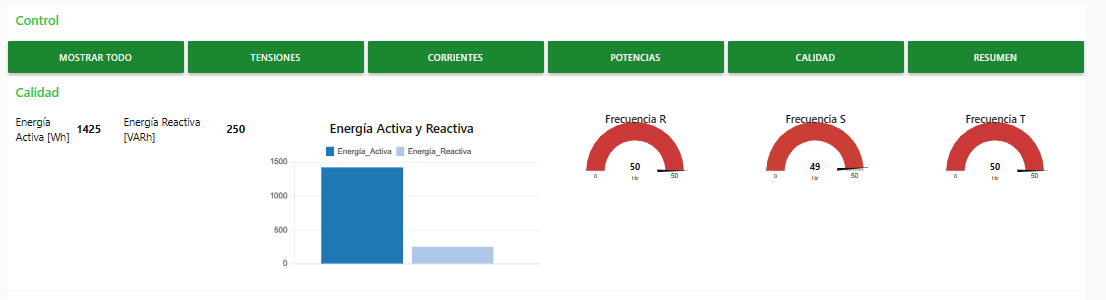 Control
MOSTRAR TODO
TENSIONES
CORRIENTES
POTENCIAS
CALIDAD
RESUMEN
Calidad
Energía
Activa [Wh]
1425
Energía Reactiva
[VARh]
250
Energía Activa y Reactiva
Energía_Activa
Energía_Reactiva
1500
1000
500
0
Frecuencia R
50
Hz
0
50
Frecuencia S
49
Hz
0
50
Frecuencia T
50
Hz
0
50